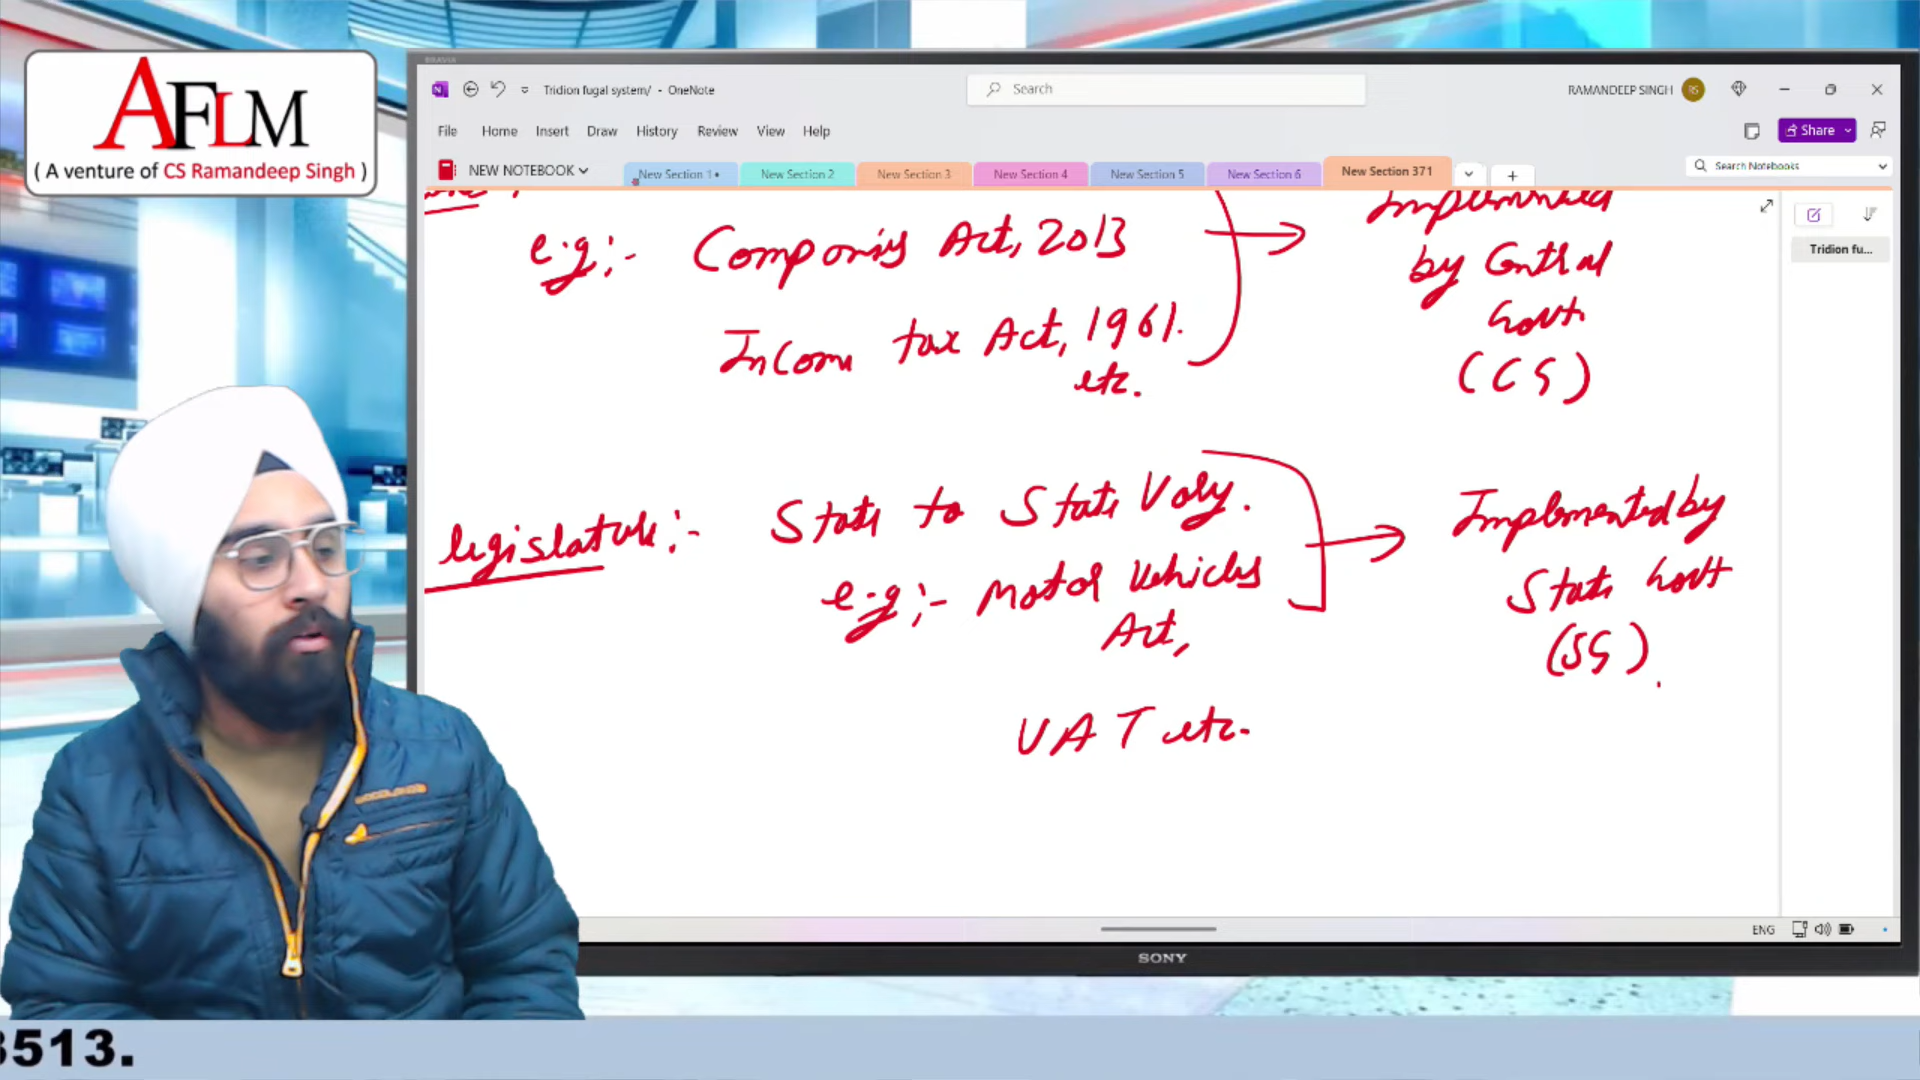 AFLM
( A venture of CS Ramandeep Singh )
BRAVIA
Tridion fugal system/ - OneNote
Search
RAMANDEEP SINGH
RS
File Home Insert Draw History Review View Help
Share
NEW NOTEBOOK
New Section 1
New Section 2
New Section 3
New Section 4
New Section 5
New Section 6
New Section 371
Search Notebooks
Tridion fu...
e.g:- Companies Act, 2013
Income tax Act, 1961.
etc.
Implemented
by Central
Govt
(CG)
legislature:- State to State Vary.
e.g:- Motor Vehicles
Act,
VAT etc.
Implemented by
State Govt
(SG).
ENG
SONY
3513.